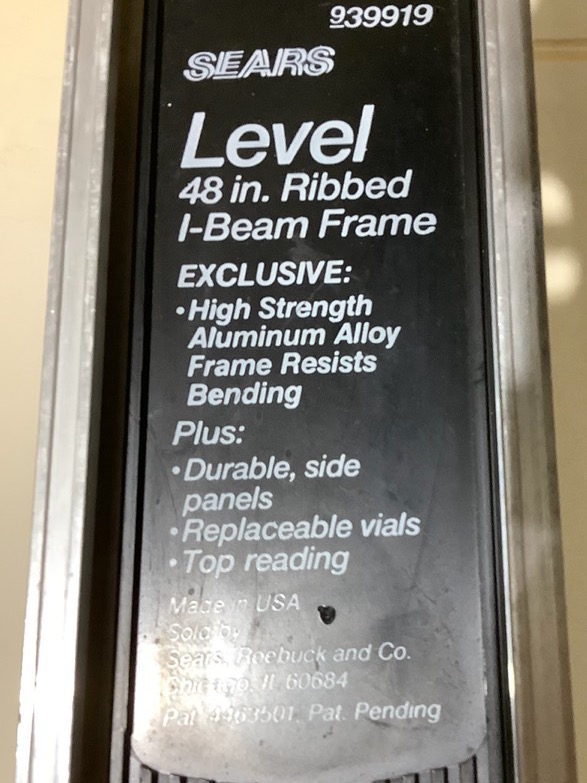 939919
SEARS
Level
48 in. Ribbed
I-Beam Frame
EXCLUSIVE:
•High Strength
Aluminum Alloy
Frame Resists
Bending
Plus:
•Durable, side
panels
•Replaceable vials
•Top reading
Made in USA
Sold by
Sears, Roebuck and Co.
Chicago, IL 60684
Pat. 4463501, Pat. Pending